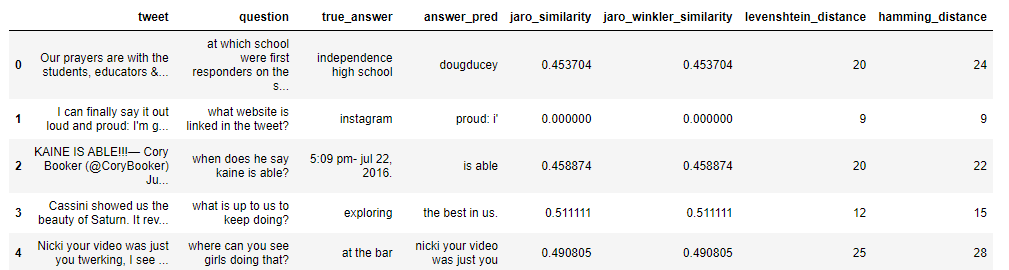 tweet question true_answer answer_pred jaro_similarity jaro_winkler_similarity levenshtein_distance hamming_distance
at which school
Our prayers are with the were first independence
0 students, educators &... responders on the high school dougducey 0.453704 0.453704 20 24
s...
1 I can finally say it out what website is instagram proud: i' 0.000000 0.000000 9 9
loud and proud: I'm g... linked in the tweet?
KAINE IS ABLE!!!— Cory
2 Booker (@CoryBooker) when does he say 5:09 pm- jul 22, is able 0.458874 0.458874 20 22
Ju... kaine is able? 2016.
3 Cassini showed us the what is up to us to exploring the best in us. 0.511111 0.511111 12 15
beauty of Saturn. It rev... keep doing?
4 Nicki your video was just where can you see at the bar nicki your video 0.490805 0.490805 25 28
you twerking, I see ... girls doing that? was just you